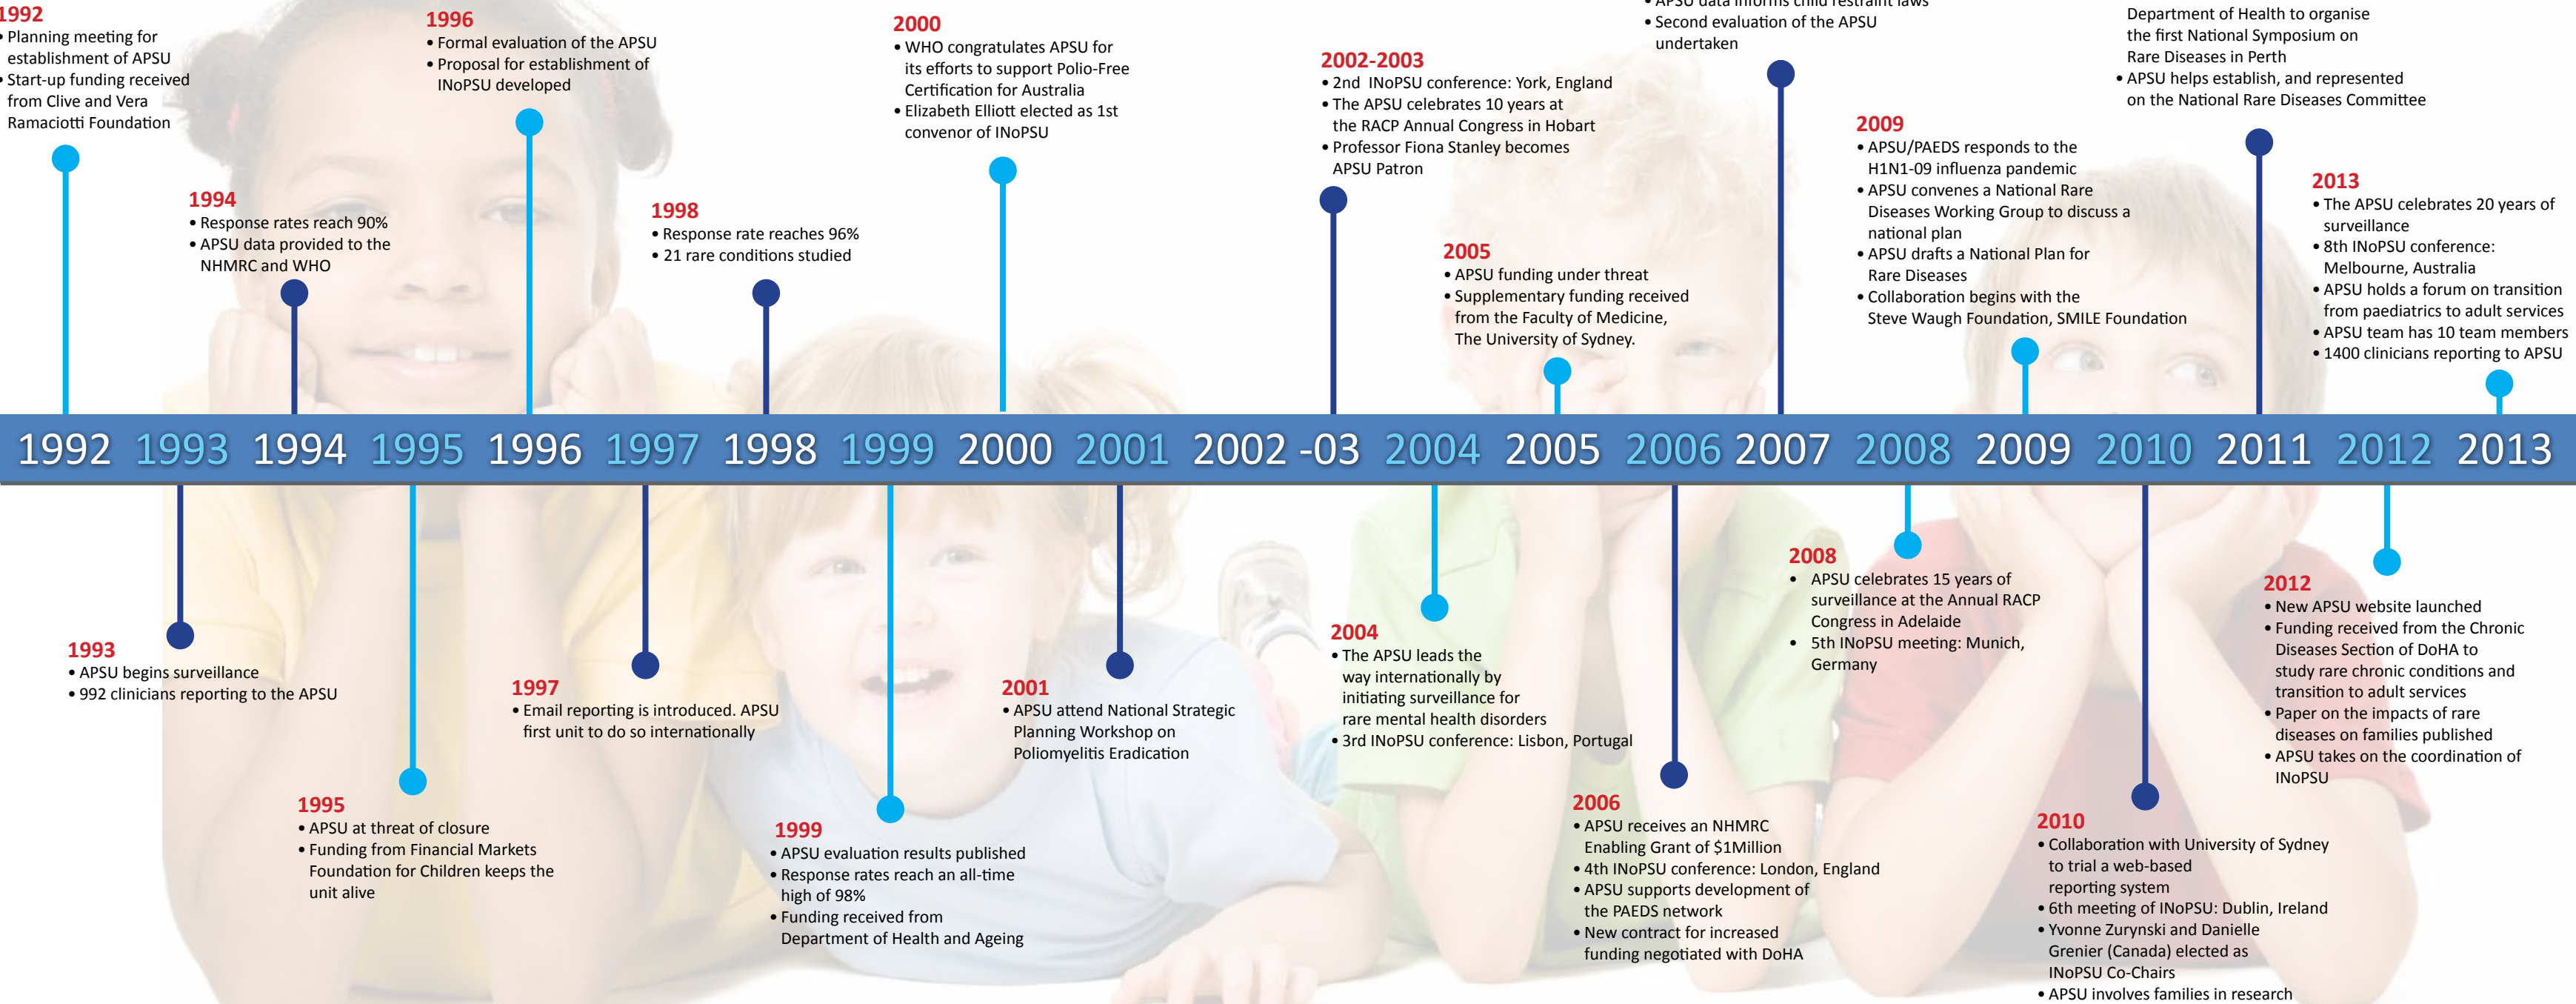 1992
• Planning meeting for
establishment of APSU
• Start-up funding received
from Clive and Vera
Ramaciotti Foundation
1994
• Response rates reach 90%
• APSU data provided to the
NHMRC and WHO
1996
• Formal evaluation of the APSU
• Proposal for establishment of
INoPSU developed
1998
• Response rate reaches 96%
• 21 rare conditions studied
2000
• WHO congratulates APSU for
its efforts to support Polio-Free
Certification for Australia
• Elizabeth Elliott elected as 1st
convenor of INoPSU
2002-2003
• 2nd INoPSU conference: York, England
• The APSU celebrates 10 years at
the RACP Annual Congress in Hobart
• Professor Fiona Stanley becomes
APSU Patron
2005
• APSU funding under threat
• Supplementary funding received
from the Faculty of Medicine,
The University of Sydney.
• APSU data informs child restraint laws
• Second evaluation of the APSU
undertaken
2009
• APSU/PAEDS responds to the
H1N1-09 influenza pandemic
• APSU convenes a National Rare
Diseases Working Group to discuss a
national plan
• APSU drafts a National Plan for
Rare Diseases
• Collaboration begins with the
Steve Waugh Foundation, SMILE Foundation
Department of Health to organise
the first National Symposium on
Rare Diseases in Perth
• APSU helps establish, and represented
on the National Rare Diseases Committee
2013
• The APSU celebrates 20 years of
surveillance
• 8th INoPSU conference:
Melbourne, Australia
• APSU holds a forum on transition
from paediatrics to adult services
• APSU team has 10 team members
• 1400 clinicians reporting to APSU
1992 1993 1994 1995 1996 1997 1998 1999 2000 2001 2002 -03 2004 2005 2006 2007 2008 2009 2010 2011 2012 2013
1993
• APSU begins surveillance
• 992 clinicians reporting to the APSU
1995
• APSU at threat of closure
• Funding from Financial Markets
Foundation for Children keeps the
unit alive
1997
• Email reporting is introduced. APSU
first unit to do so internationally
1999
• APSU evaluation results published
• Response rates reach an all-time
high of 98%
• Funding received from
Department of Health and Ageing
2001
• APSU attend National Strategic
Planning Workshop on
Poliomyelitis Eradication
2004
• The APSU leads the
way internationally by
initiating surveillance for
rare mental health disorders
• 3rd INoPSU conference: Lisbon, Portugal
2006
• APSU receives an NHMRC
Enabling Grant of $1Million
• 4th INoPSU conference: London, England
• APSU supports development of
the PAEDS network
• New contract for increased
funding negotiated with DoHA
2008
• APSU celebrates 15 years of
surveillance at the Annual RACP
Congress in Adelaide
• 5th INoPSU meeting: Munich,
Germany
2010
• Collaboration with University of Sydney
to trial a web-based
reporting system
• 6th meeting of INoPSU: Dublin, Ireland
• Yvonne Zurynski and Danielle
Grenier (Canada) elected as
INoPSU Co-Chairs
• APSU involves families in research
2012
• New APSU website launched
• Funding received from the Chronic
Diseases Section of DoHA to
study rare chronic conditions and
transition to adult services
• Paper on the impacts of rare
diseases on families published
• APSU takes on the coordination of
INoPSU